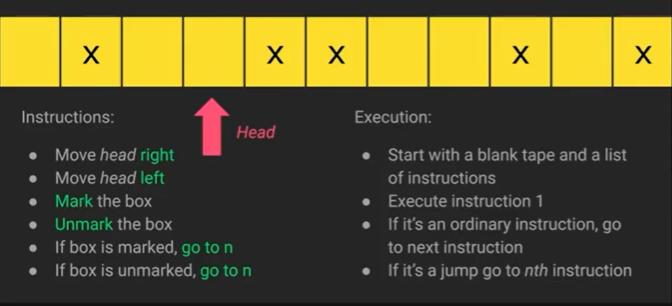 X X X X X
Head
Instructions:
● Move head right
● Move head left
● Mark the box
● Unmark the box
● If box is marked, go to n
● If box is unmarked, go to n
Execution:
● Start with a blank tape and a list
of instructions
● Execute instruction 1
● If it's an ordinary instruction, go
to next instruction
● If it's a jump go to nth instruction